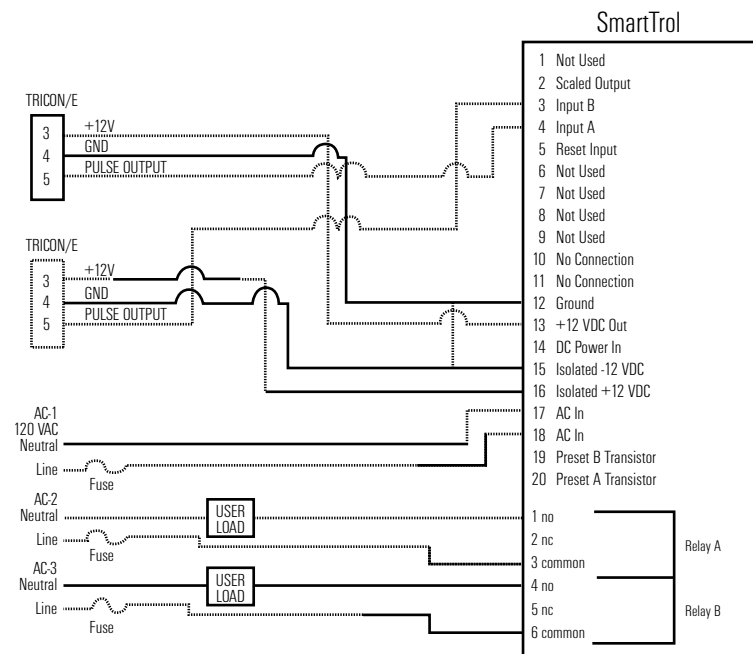 SmartTrol
1 Not Used
2 Scaled Output
3 Input B
4 Input A
5 Reset Input
6 Not Used
7 Not Used
8 Not Used
9 Not Used
10 No Connection
11 No Connection
12 Ground
13 +12 VDC Out
14 DC Power In
15 Isolated -12 VDC
16 Isolated +12 VDC
17 AC In
18 AC In
19 Preset B Transistor
20 Preset A Transistor
1 no
2 nc
3 common
4 no
5 nc
6 common
Relay A
Relay B
TRICON/E
3 +12V
4 GND
5 PULSE OUTPUT
TRICON/E
3 +12V
4 GND
5 PULSE OUTPUT
AC-1
120 VAC
Neutral
Line
Fuse
AC-2
Neutral
USER
LOAD
Line
Fuse
AC-3
Neutral
USER
LOAD
Line
Fuse